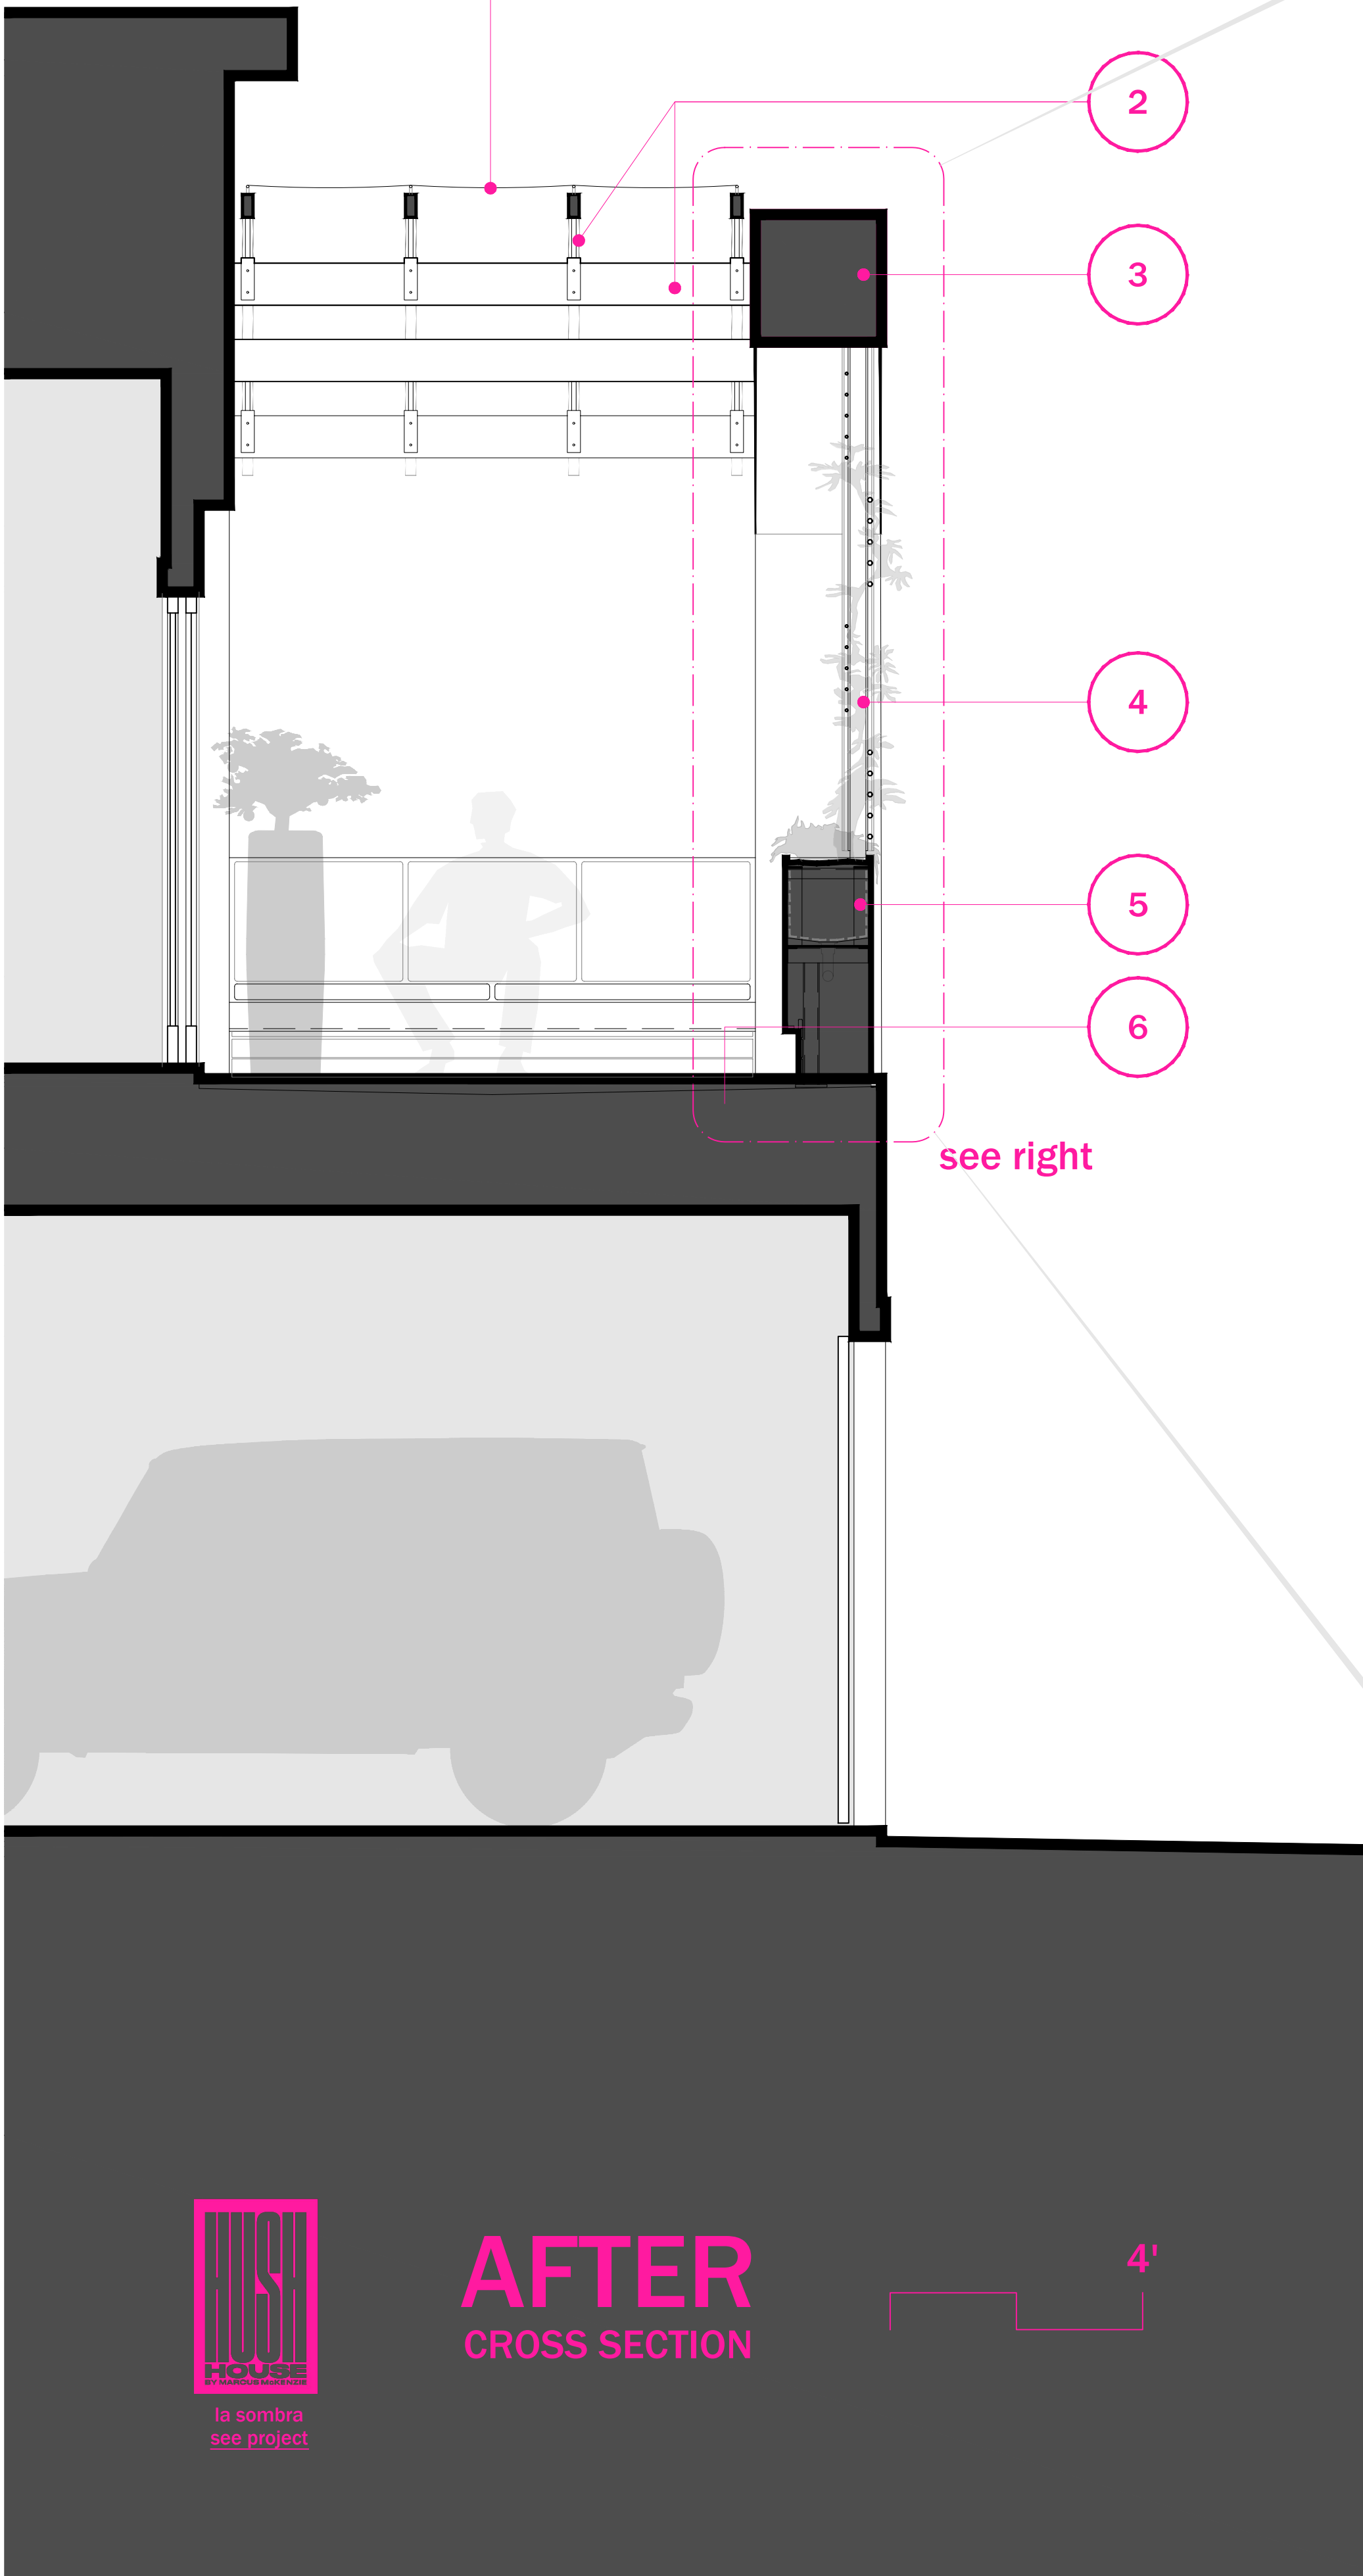 2
3
4
5
6
see right
HUSH
HOUSE
BY MARCUS McKENZIE
la sombra
see project
AFTER
CROSS SECTION
4'